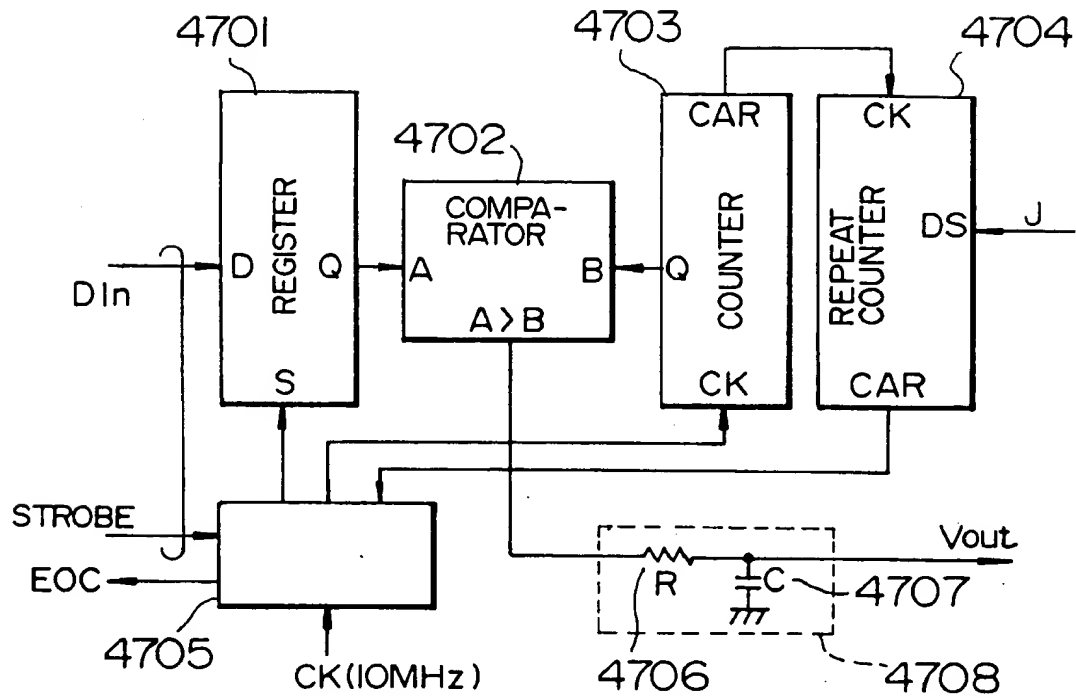 4701
4703
4704
4702
CAR
CK
REGISTER
COMPA-
RATOR
COUNTER
REPEAT
COUNTER
DS
J
DIn
D
Q
A
B
Q
A>B
S
CK
CAR
STROBE
EOC
Vout
R
C
4707
4705
CK(10MHz)
4706
4708